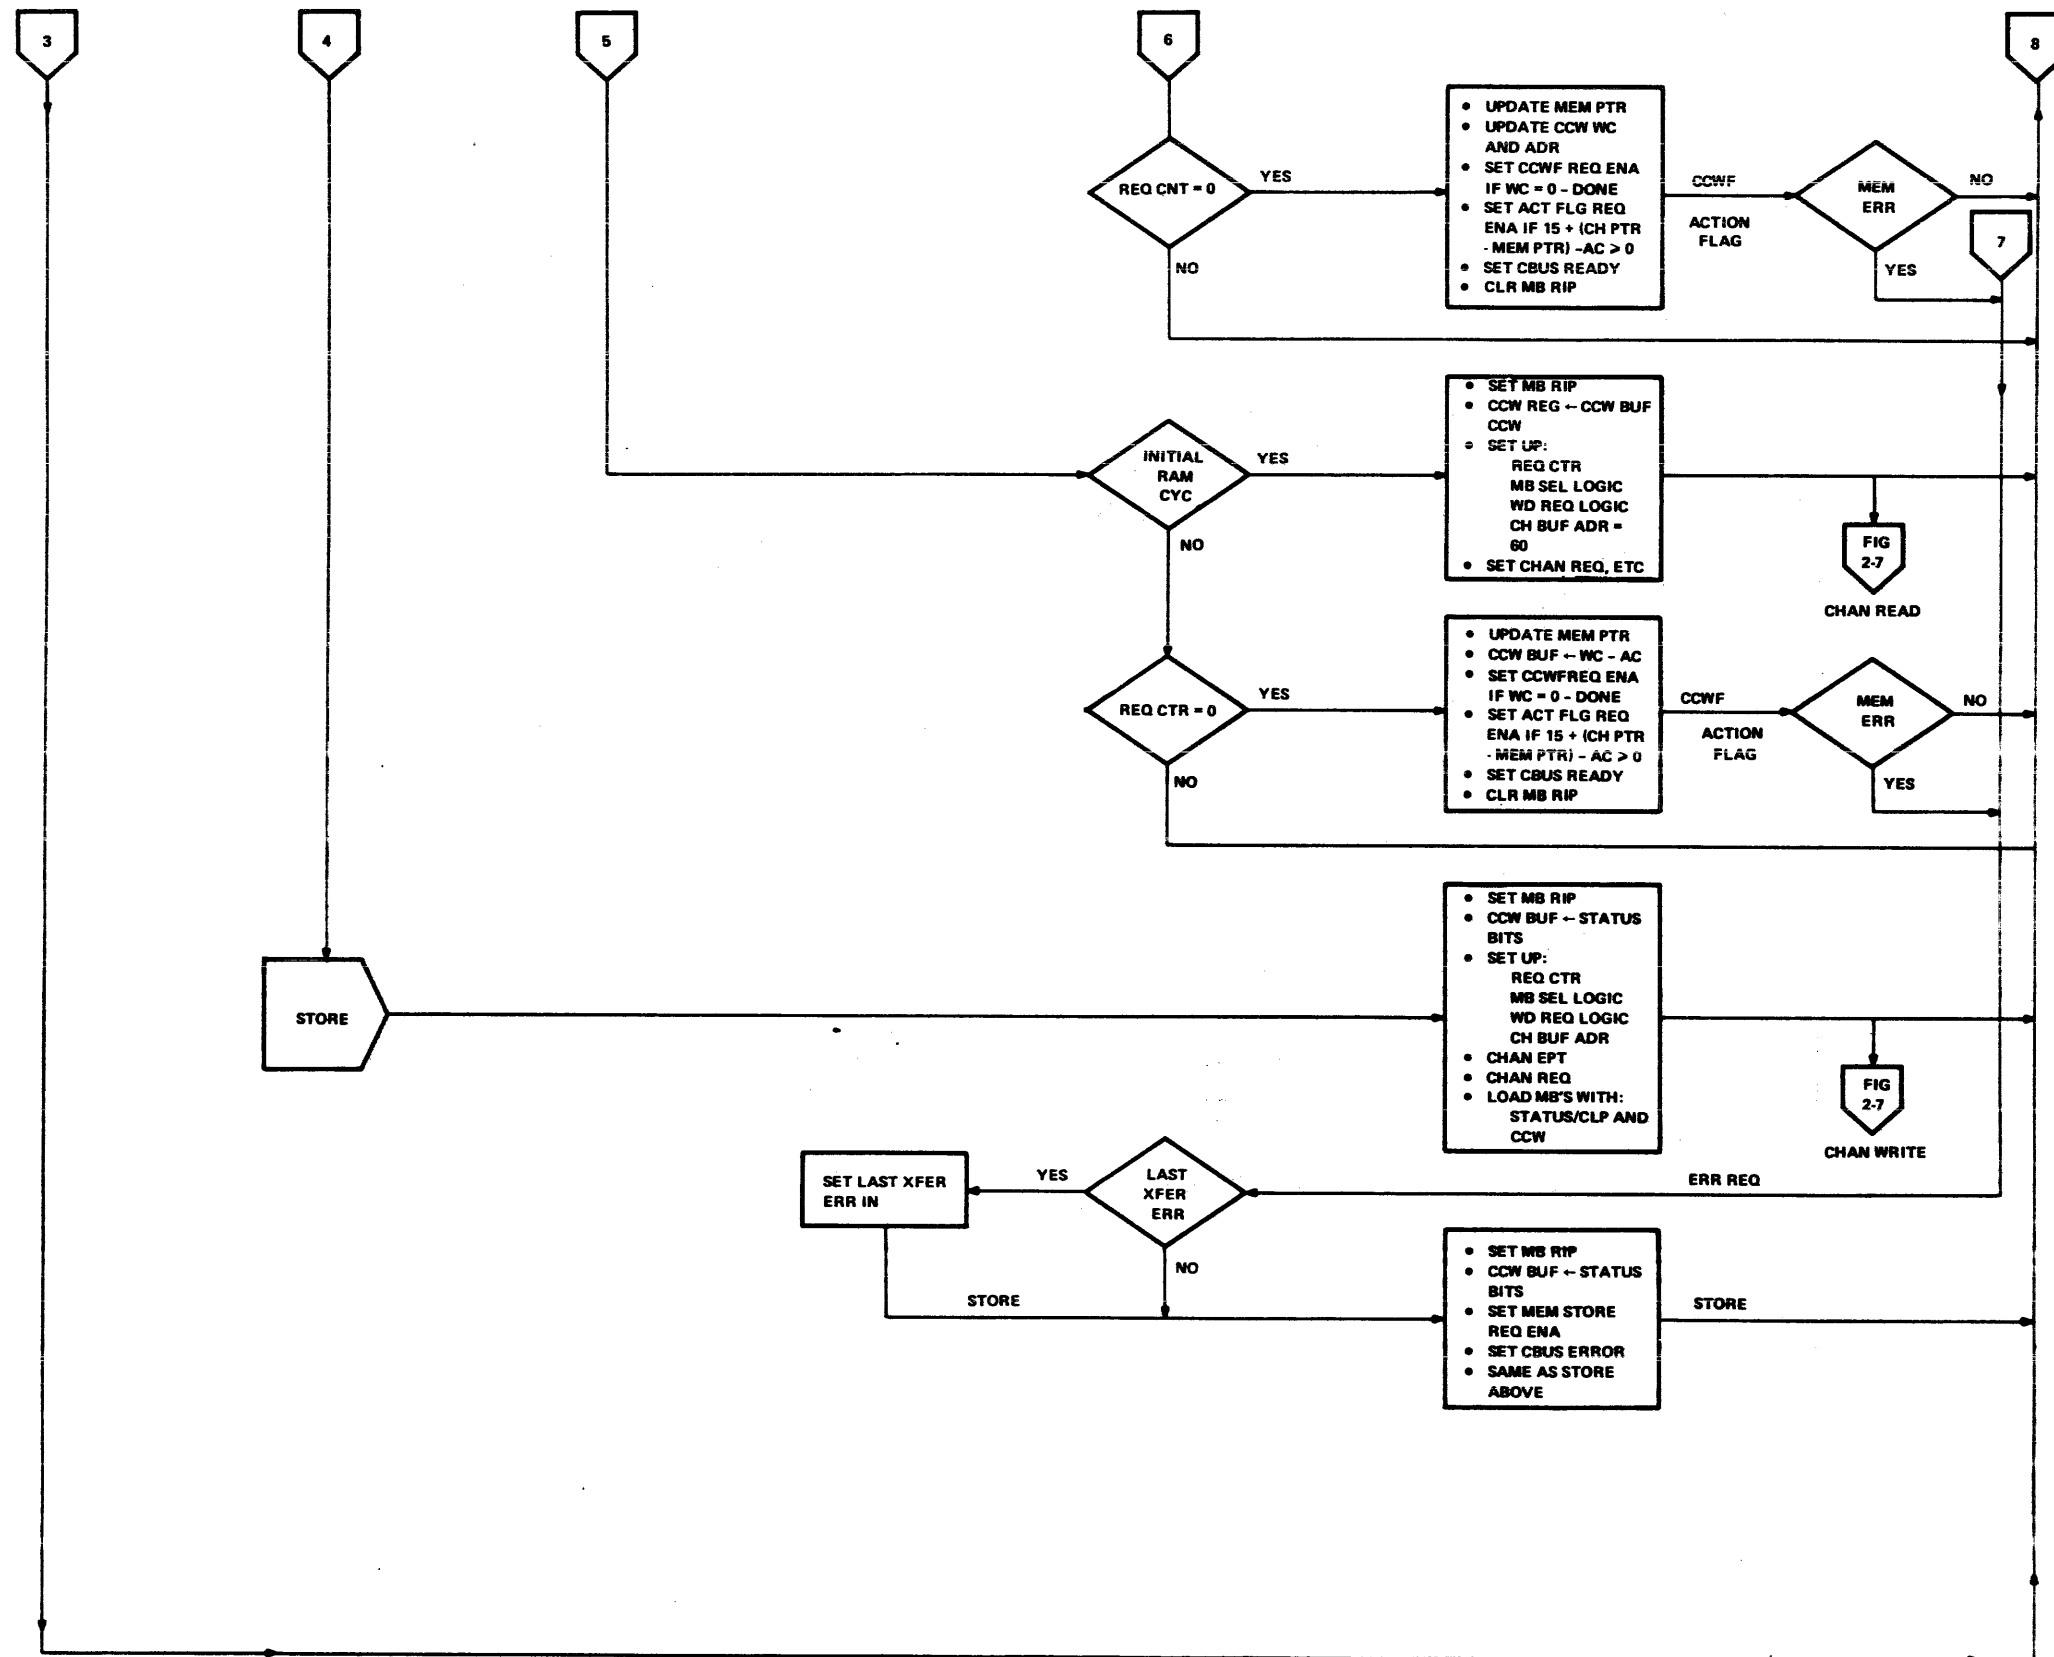 3
4
5
6
8
REQ CNT = 0
YES
NO
• UPDATE MEM PTR
• UPDATE CCW WC
AND ADR
• SET CCWF REQ ENA
IF WC = 0 - DONE
• SET ACT FLG REQ
ENA IF 15 + (CH PTR
- MEM PTR) -AC > 0
• SET CBUS READY
• CLR MB RIP
CCWF
ACTION
FLAG
MEM
ERR
NO
YES
7
INITIAL
RAM
CYC
YES
NO
• SET MB RIP
• CCW REG ← CCW BUF
CCW
• SET UP:
REQ CTR
MB SEL LOGIC
WD REQ LOGIC
CH BUF ADR =
60
• SET CHAN REQ, ETC
FIG
2-7
CHAN READ
REQ CTR = 0
YES
NO
• UPDATE MEM PTR
• CCW BUF ← WC - AC
• SET CCWFREQ ENA
IF WC = 0 - DONE
• SET ACT FLG REQ
ENA IF 15 + (CH PTR
- MEM PTR) - AC > 0
• SET CBUS READY
• CLR MB RIP
CCWF
ACTION
FLAG
MEM
ERR
NO
YES
STORE
• SET MB RIP
• CCW BUF ← STATUS
BITS
• SET UP:
REQ CTR
MB SEL LOGIC
WD REQ LOGIC
CH BUF ADR
• CHAN EPT
• CHAN REQ
• LOAD MB'S WITH:
STATUS/CLP AND
CCW
FIG
2-7
CHAN WRITE
SET LAST XFER
ERR IN
YES
LAST
XFER
ERR
NO
ERR REQ
STORE
• SET MB RIP
• CCW BUF ← STATUS
BITS
• SET MEM STORE
REQ ENA
• SET CBUS ERROR
• SAME AS STORE
ABOVE
STORE